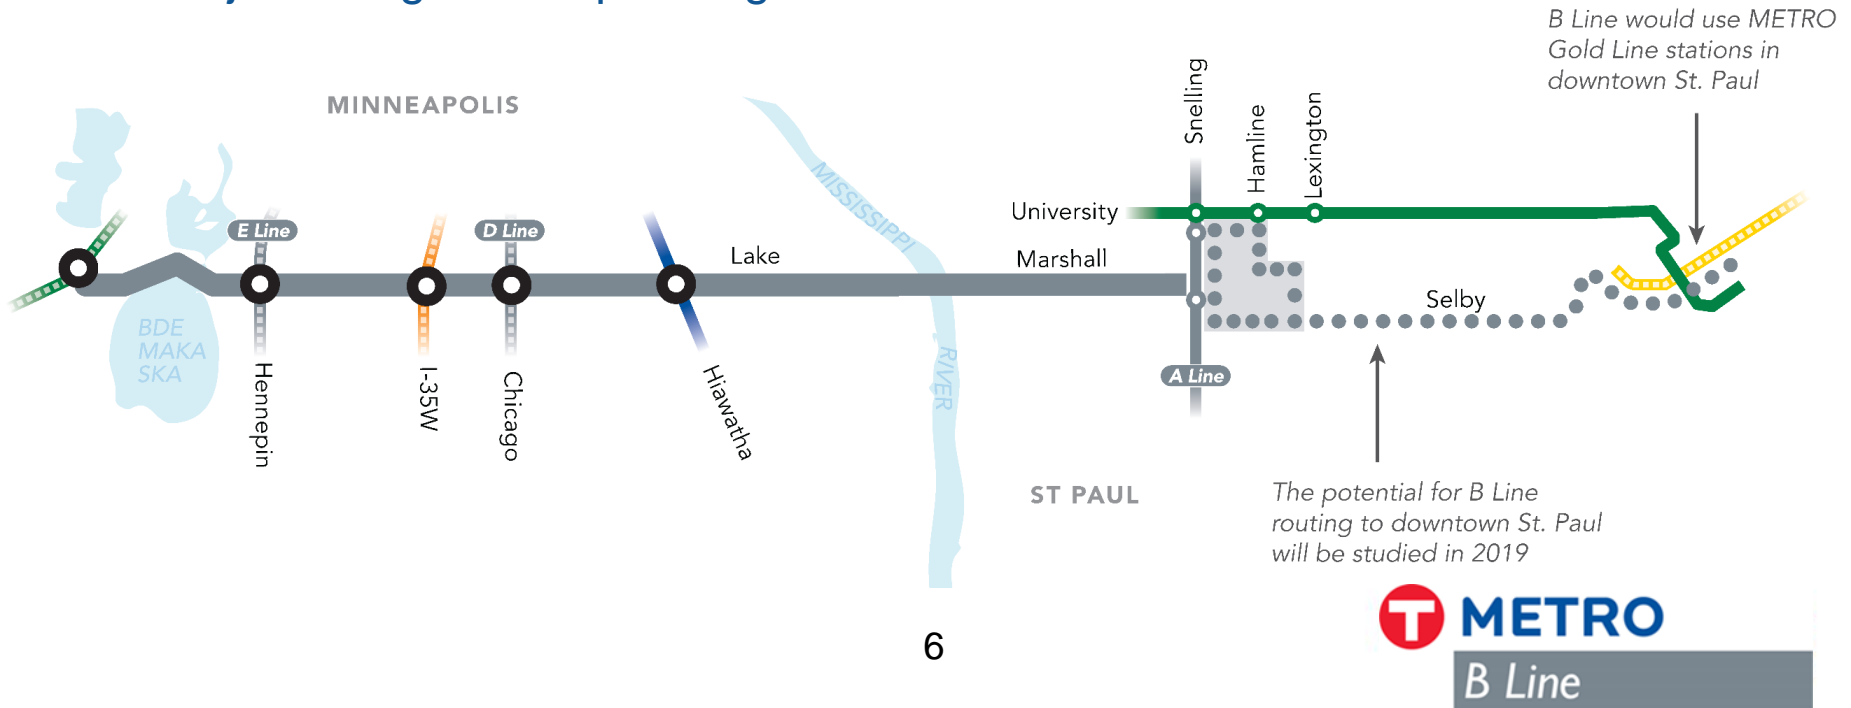 B Line would use METRO
Gold Line stations in
downtown St. Paul
MINNEAPOLIS
Snelling
Hamline
Lexington
MISSISSIPPI
RIVER
University
E Line
D Line
Lake
Marshall
Selby
BDE
MAKA
SKA
Hennepin
I-35W
Chicago
Hiawatha
A Line
ST PAUL
The potential for B Line
routing to downtown St. Paul
will be studied in 2019
6
T METRO
B Line